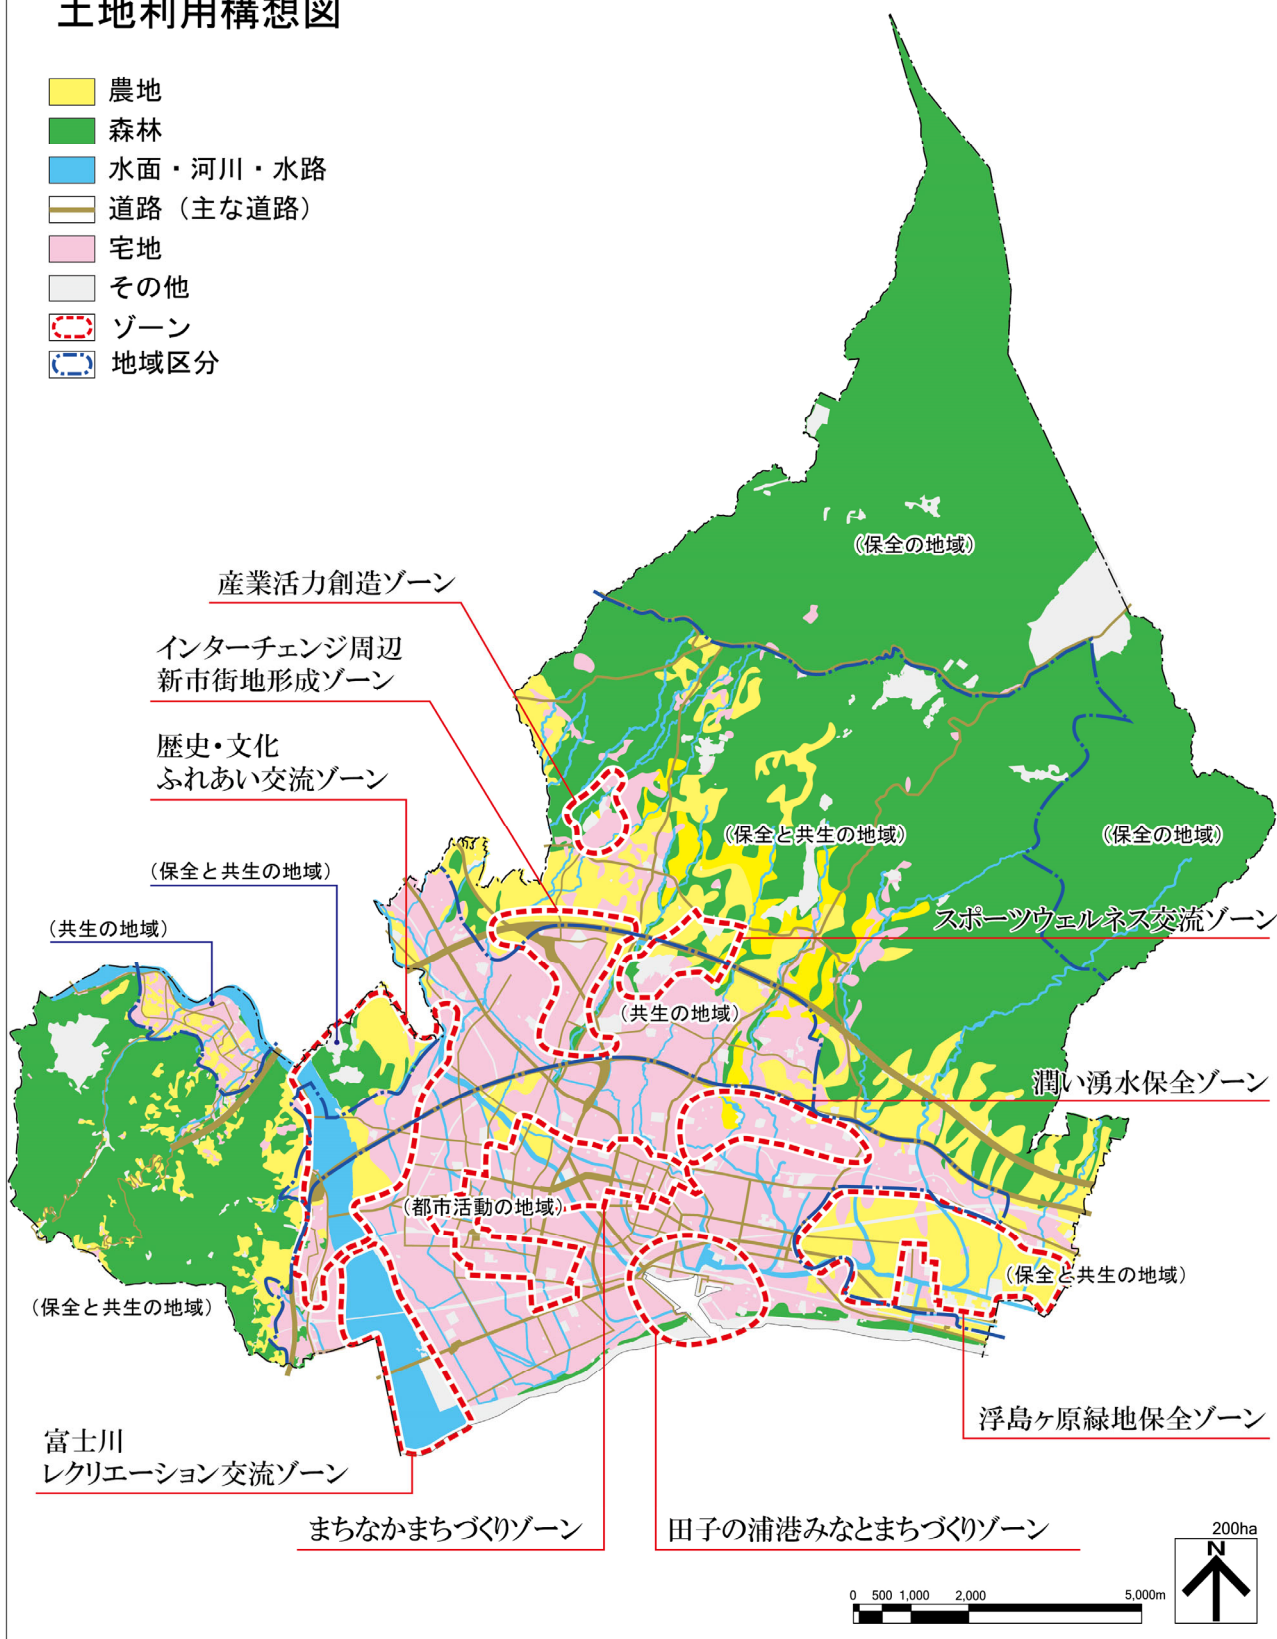 土地利用構想図
農地
森林
水面・河川・水路
道路（主な道路）
宅地
その他
ゾーン
地域区分
（保全の地域）
産業活力創造ゾーン
インターチェンジ周辺
新市街地形成ゾーン
歴史・文化
ふれあい交流ゾーン
（保全と共生の地域）
（保全の地域）
（保全と共生の地域）
スポーツウェルネス交流ゾーン
（共生の地域）
（共生の地域）
潤い湧水保全ゾーン
（都市活動の地域）
（保全と共生の地域）
（保全と共生の地域）
浮島ヶ原緑地保全ゾーン
富士川
レクリエーション交流ゾーン
まちなかまちづくりゾーン
田子の浦港みなとまちづくりゾーン
200ha
N
0 500 1,000 2,000 5,000m